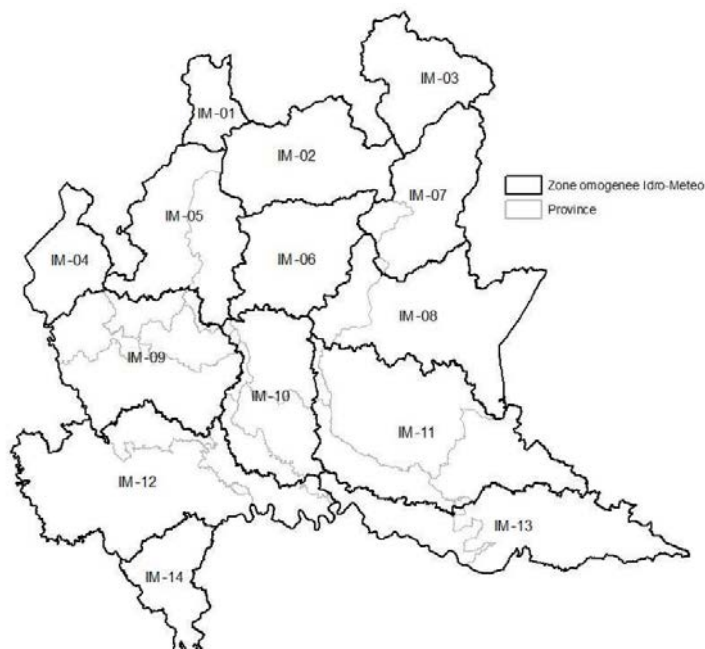 IM-03
IM-01
IM-02
Zone omogenee Idro-Meteo
IM-07
Province
IM-05
IM-04
IM-06
IM-08
IM-09
IM-10
IM-11
IM-12
IM-13
IM-14